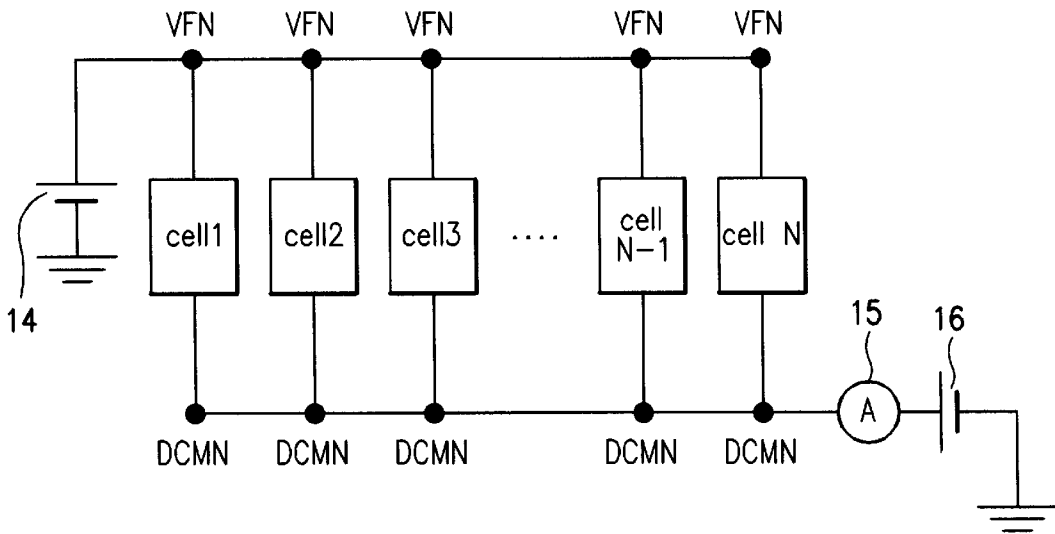 VFN VFN VFN VFN VFN
cell1 cell2 cell3 .... cell N-1 cell N
14
15 16
A
DCMN DCMN DCMN DCMN DCMN